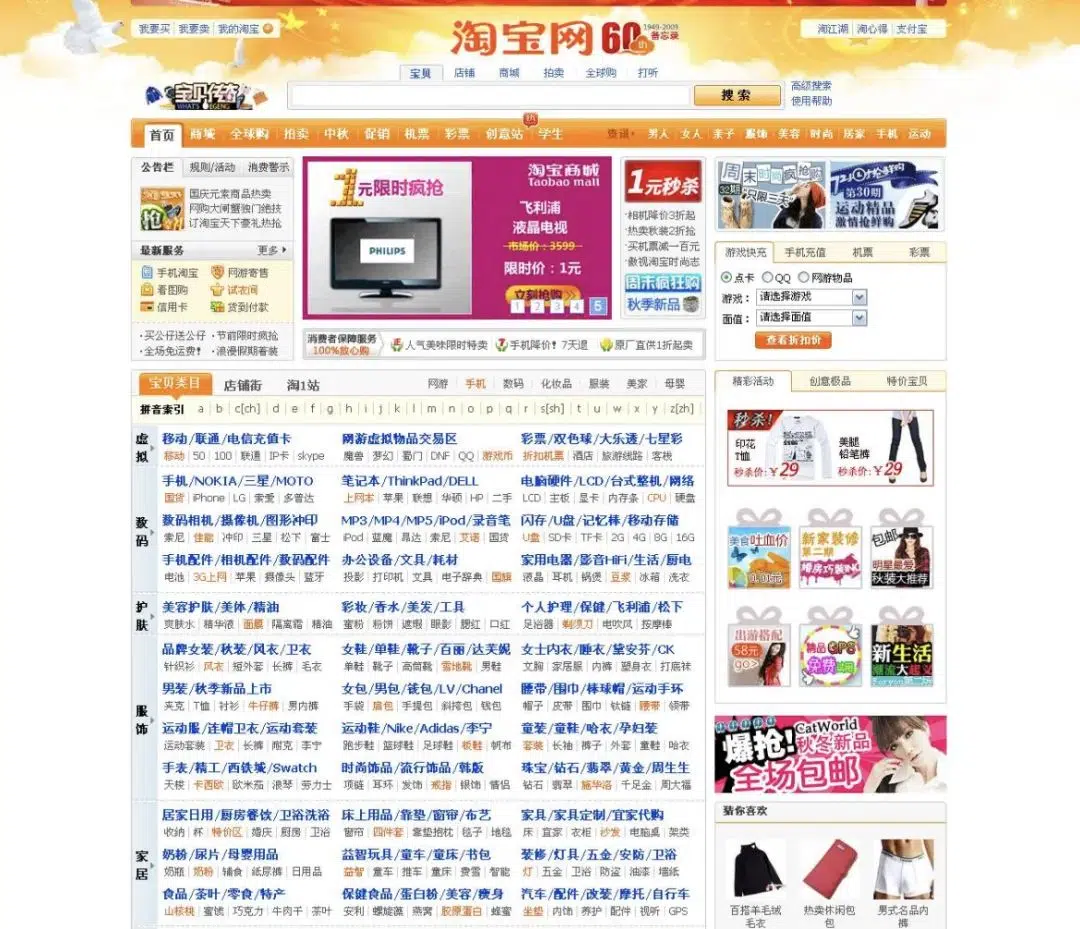 我要买 我要卖 我的淘宝
淘宝网 60th 1949-2009 备忘录
淘江湖 淘心得 支付宝
宝贝 店铺 商城 拍卖 全球购 打听
宝贝传奇
搜索
高级搜索
使用帮助
首页 商城 全球购 拍卖 中秋 促销 机票 彩票 创意站 热 学生 资讯 男人 女人 亲子 服饰 美容 时尚 居家 手机 运动
公告栏 规则/活动 消费警示
抢
国庆元素商品热卖
网购大闸蟹独门绝技
订淘宝天下豪礼热抢
最新服务 更多
手机淘宝 网游寄售
看图购 试衣间
信用卡 货到付款
·买公仔送公仔 ·节前限时疯抢
·全场免运费! ·浪漫假期着装
1元限时疯抢
PHILIPS
淘宝商城
Taobao mall
飞利浦
液晶电视
市场价:3599
限时价:1元
立刻抢购
1 2 3 4 5
1元秒杀
·相机降价3折起
·热卖秋装2折抢
·买机票减一百元
·傲视淘宝时尚志
周末疯狂购
秋季新品
消费者保障服务
100%放心购
人气美味限时特卖 手机降价! 7天退 原厂直供1折起卖
周末时尚疯抢购
32期 只限三天
72小时抢鲜购
第30期
运动精品
激情抢鲜购
游戏快充 手机充值 机票 彩票
点卡 QQ 网游物品
游戏: 请选择游戏
面值: 请选择面值
查看折扣价
宝贝类目 店铺街 淘1站 网游 手机 数码 化妆品 服装 美家 母婴
拼音索引 a b c[ch] d e f g h i j k l m n o p q r s[sh] t u w x y z[zh]
虚拟
移动/联通/电信充值卡 网游虚拟物品交易区 彩票/双色球/大乐透/七星彩
移动 50 100 联通 IP卡 skype 魔兽 梦幻 蜀门 DNF QQ 游戏币 折扣机票 酒店 旅游线路 客栈
数码
手机/NOKIA/三星/MOTO 笔记本/ThinkPad/DELL 电脑硬件/LCD/台式整机/网络
国货 iPhone LG 索爱 多普达 上网本 苹果 联想 华硕 HP 二手 LCD 主板 显卡 内存条 CPU 硬盘
数码相机/摄像机/图形冲印 MP3/MP4/MP5/iPod/录音笔 闪存/U盘/记忆棒/移动存储
索尼 佳能 冲印 三星 松下 富士 iPod 蓝魔 昂达 索尼 艾诺 国货 U盘 SD卡 TF卡 2G 4G 8G 16G
手机配件/相机配件/数码配件 办公设备/文具/耗材 家用电器/影音HiFi/生活/厨电
电池 3G上网 苹果 摄像头 蓝牙 投影 打印机 文具 电子辞典 国旗 液晶 耳机 锅煲 豆浆 冰箱 洗衣
护肤
美容护肤/美体/精油 彩妆/香水/美发/工具 个人护理/保健/飞利浦/松下
爽肤水 精华液 面膜 隔离霜 精油 蜜粉 粉饼 遮瑕 眼影 腮红 口红 足浴器 剃须刀 电吹风 按摩棒
服饰
品牌女装/秋装/风衣/卫衣 女鞋/单鞋/靴子/百丽/达芙妮 女士内衣/睡衣/黛安芬/CK
针织衫 风衣 短外套 长裤 毛衣 单鞋 靴子 高筒靴 雪地靴 男鞋 文胸 家居服 内裤 塑身衣 打底袜
男装/秋季新品上市 女包/男包/钱包/LV/Chanel 腰带/围巾/棒球帽/运动手环
夹克 T恤 衬衫 牛仔裤 男内裤 手袋 肩包 手提包 斜挎包 钱包 帽子 皮带 围巾 钛链 腰带 领带
运动服/连帽卫衣/运动套装 运动鞋/Nike/Adidas/李宁 童装/童鞋/哈衣/孕妇装
运动套装 卫衣 长裤 背心 李宁 跑步鞋 篮球鞋 足球鞋 板鞋 帆布 套装 长袖 裤子 外套 童鞋 哈衣
手表/精工/西铁城/Swatch 时尚饰品/流行饰品/韩版 珠宝/钻石/翡翠/黄金/周生生
天梭 卡西欧 欧米茄 浪琴 劳力士 项链 耳环 发饰 戒指 银饰 情侣 钻石 翡翠 施华洛 千足金 周大福
家居
居家日用/厨房餐饮/卫浴洗浴 床上用品/靠垫/窗帘/布艺 家具/家具定制/宜家代购
收纳 杯 特价区 婚庆 厨房 卫浴 窗帘 四件套 靠垫抱枕 毯子 地毯 床 宜家 衣柜 沙发 电脑桌 架类
奶粉/尿片/母婴用品 益智玩具/童车/童床/书包 装修/灯具/五金/安防/卫浴
奶瓶 奶粉 辅食 纸尿裤 日用品 益智 童车 推车 童床 费雪 智能 灯 五金 卫浴 防盗 油漆 墙纸
食品/茶叶/零食/特产 保健食品/蛋白粉/美容/瘦身 汽车/配件/改装/摩托/自行车
山核桃 蜜饯 巧克力 牛肉干 茶叶 安利 螺旋藻 燕窝 胶原蛋白 蜂蜜 坐垫 内饰 养护 配件 视听 GPS
精彩活动 创意极品 特价宝贝
秒杀!
印花T恤
秒杀价:¥29
美腿铅笔裤
秒杀价:¥29
美食吐血价
新家装修
第二期
婚房巧装
包邮
明星最爱
秋装大推荐
出游搭配
58元
go>
精品GPS
免费
新生活
潮流大起义
CatWorld
爆抢!
秋冬新品
全场包邮
猜你喜欢
百搭羊毛绒毛衣
热卖休闲包包
男式名品内裤